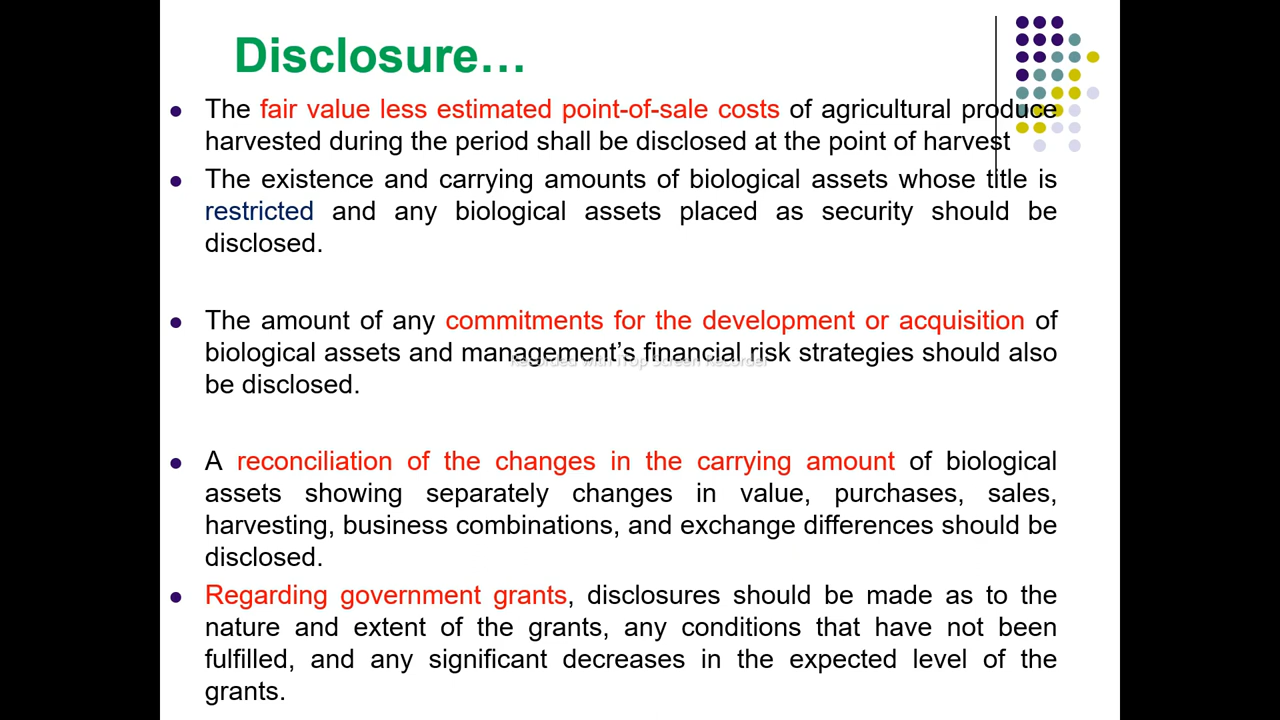 Disclosure…
The fair value less estimated point-of-sale costs of agricultural produce
harvested during the period shall be disclosed at the point of harvest
The existence and carrying amounts of biological assets whose title is
restricted and any biological assets placed as security should be
disclosed.
The amount of any commitments for the development or acquisition of
biological assets and management’s financial risk strategies should also
Recorded with iTop Screen Recorder
be disclosed.
A reconciliation of the changes in the carrying amount of biological
assets showing separately changes in value, purchases, sales,
harvesting, business combinations, and exchange differences should be
disclosed.
Regarding government grants, disclosures should be made as to the
nature and extent of the grants, any conditions that have not been
fulfilled, and any significant decreases in the expected level of the
grants.